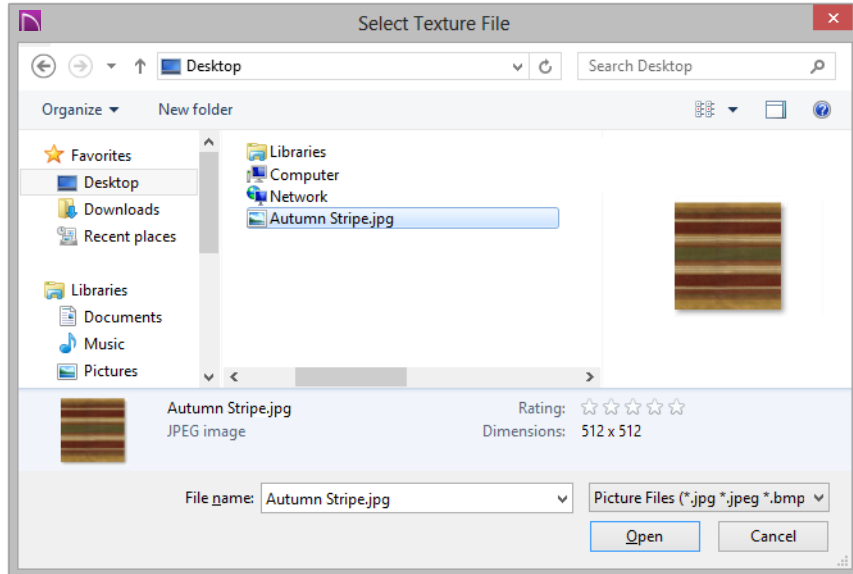 Select Texture File
Desktop
Search Desktop
Organize
New folder
Favorites
Desktop
Downloads
Recent places
Libraries
Documents
Music
Pictures
Libraries
Computer
Network
Autumn Stripe.jpg
Autumn Stripe.jpg
JPEG image
Rating:
Dimensions: 512 x 512
File name: Autumn Stripe.jpg
Picture Files (*.jpg *.jpeg *.bmp
Open
Cancel